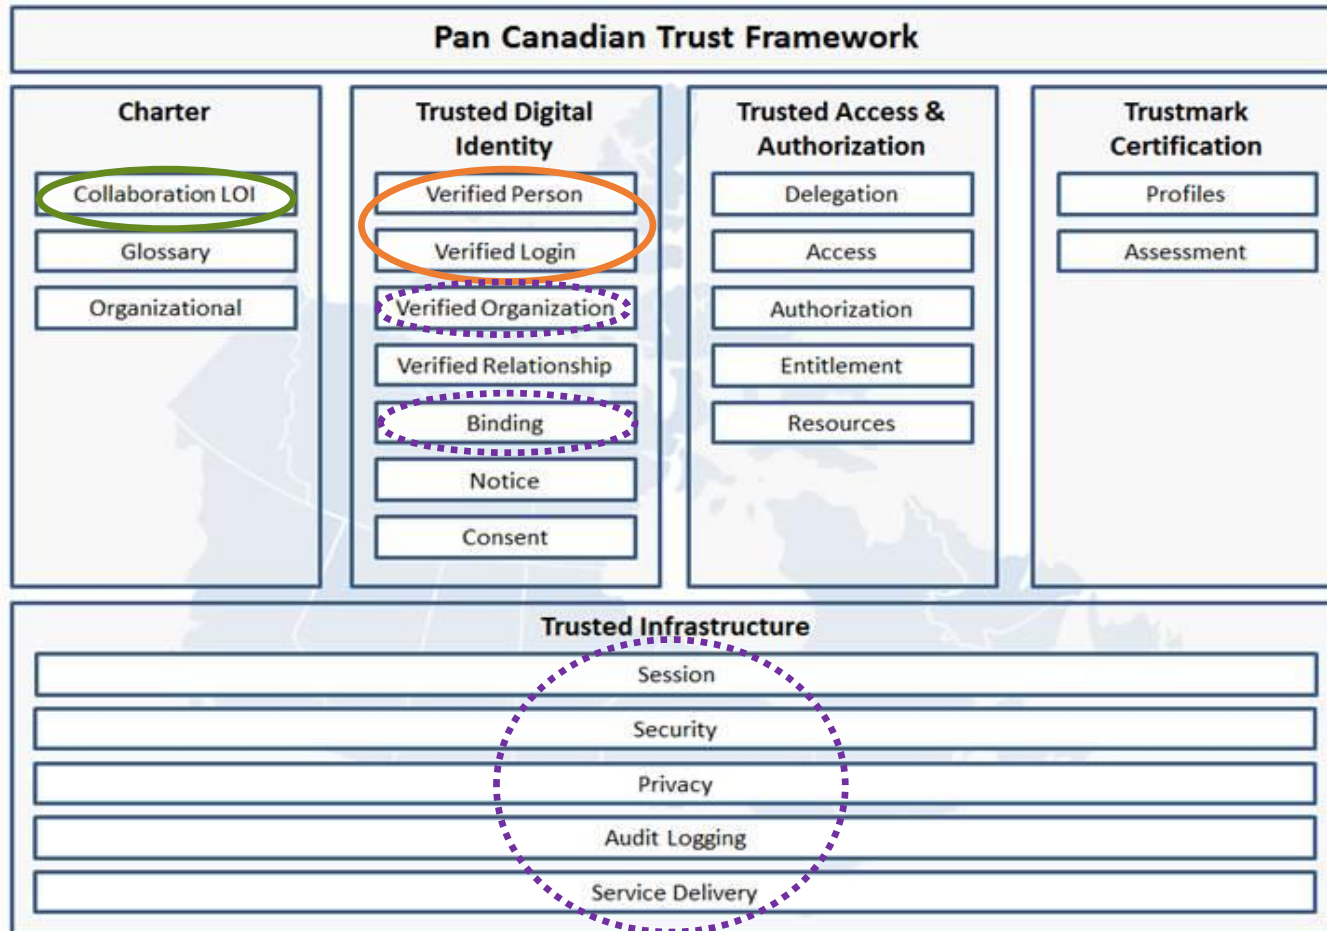 Pan Canadian Trust Framework
Charter
Collaboration LOI
Glossary
Organizational
Trusted Digital
Identity
Verified Person
Verified Login
Verified Organization
Verified Relationship
Binding
Notice
Consent
Trusted Access &
Authorization
Delegation
Access
Authorization
Entitlement
Resources
Trustmark
Certification
Profiles
Assessment
Trusted Infrastructure
Session
Security
Privacy
Audit Logging
Service Delivery